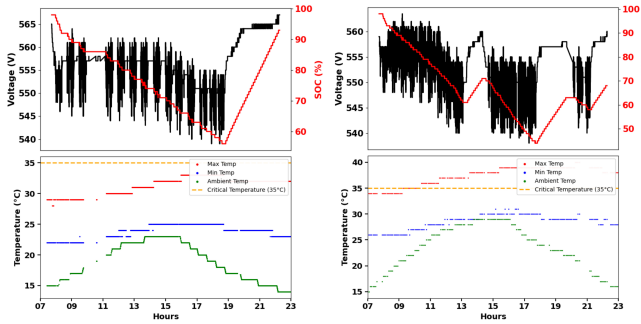 565
560
555
550
545
540
Voltage (V)
100
90
80
70
60
SOC (%)
560
555
550
545
540
Voltage (V)
100
90
80
70
60
50
SOC (%)
35
30
25
20
15
Temperature (°C)
Max Temp
Min Temp
Ambient Temp
Critical Temperature (35°C)
07 09 11 13 15 17 19 21 23
Hours
40
35
30
25
20
15
Temperature (°C)
Max Temp
Min Temp
Ambient Temp
Critical Temperature (35°C)
07 09 11 13 15 17 19 21 23
Hours